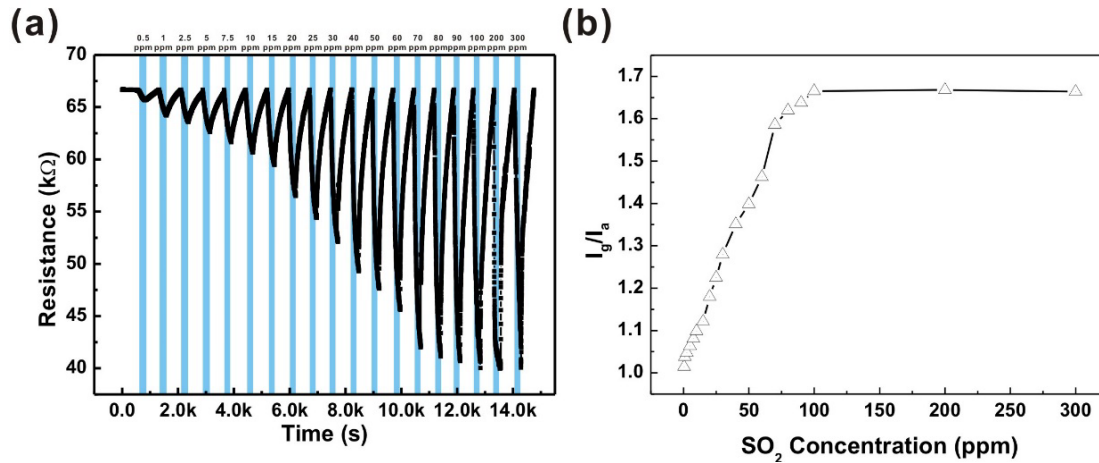 (a)
0.5 1 2.5 5 7.5 10 15 20 25 30 40 50 60 70 80 90 100 200 300
ppm ppm ppm ppm ppm ppm ppm ppm ppm ppm ppm ppm ppm ppm ppm ppm ppm ppm ppm
70
65
60
55
50
45
40
Resistance (kΩ)
0.0 2.0k 4.0k 6.0k 8.0k 10.0k 12.0k 14.0k
Time (s)
(b)
1.7
1.6
1.5
1.4
1.3
1.2
1.1
1.0
I_g/I_a
0 50 100 150 200 250 300
SO₂ Concentration (ppm)